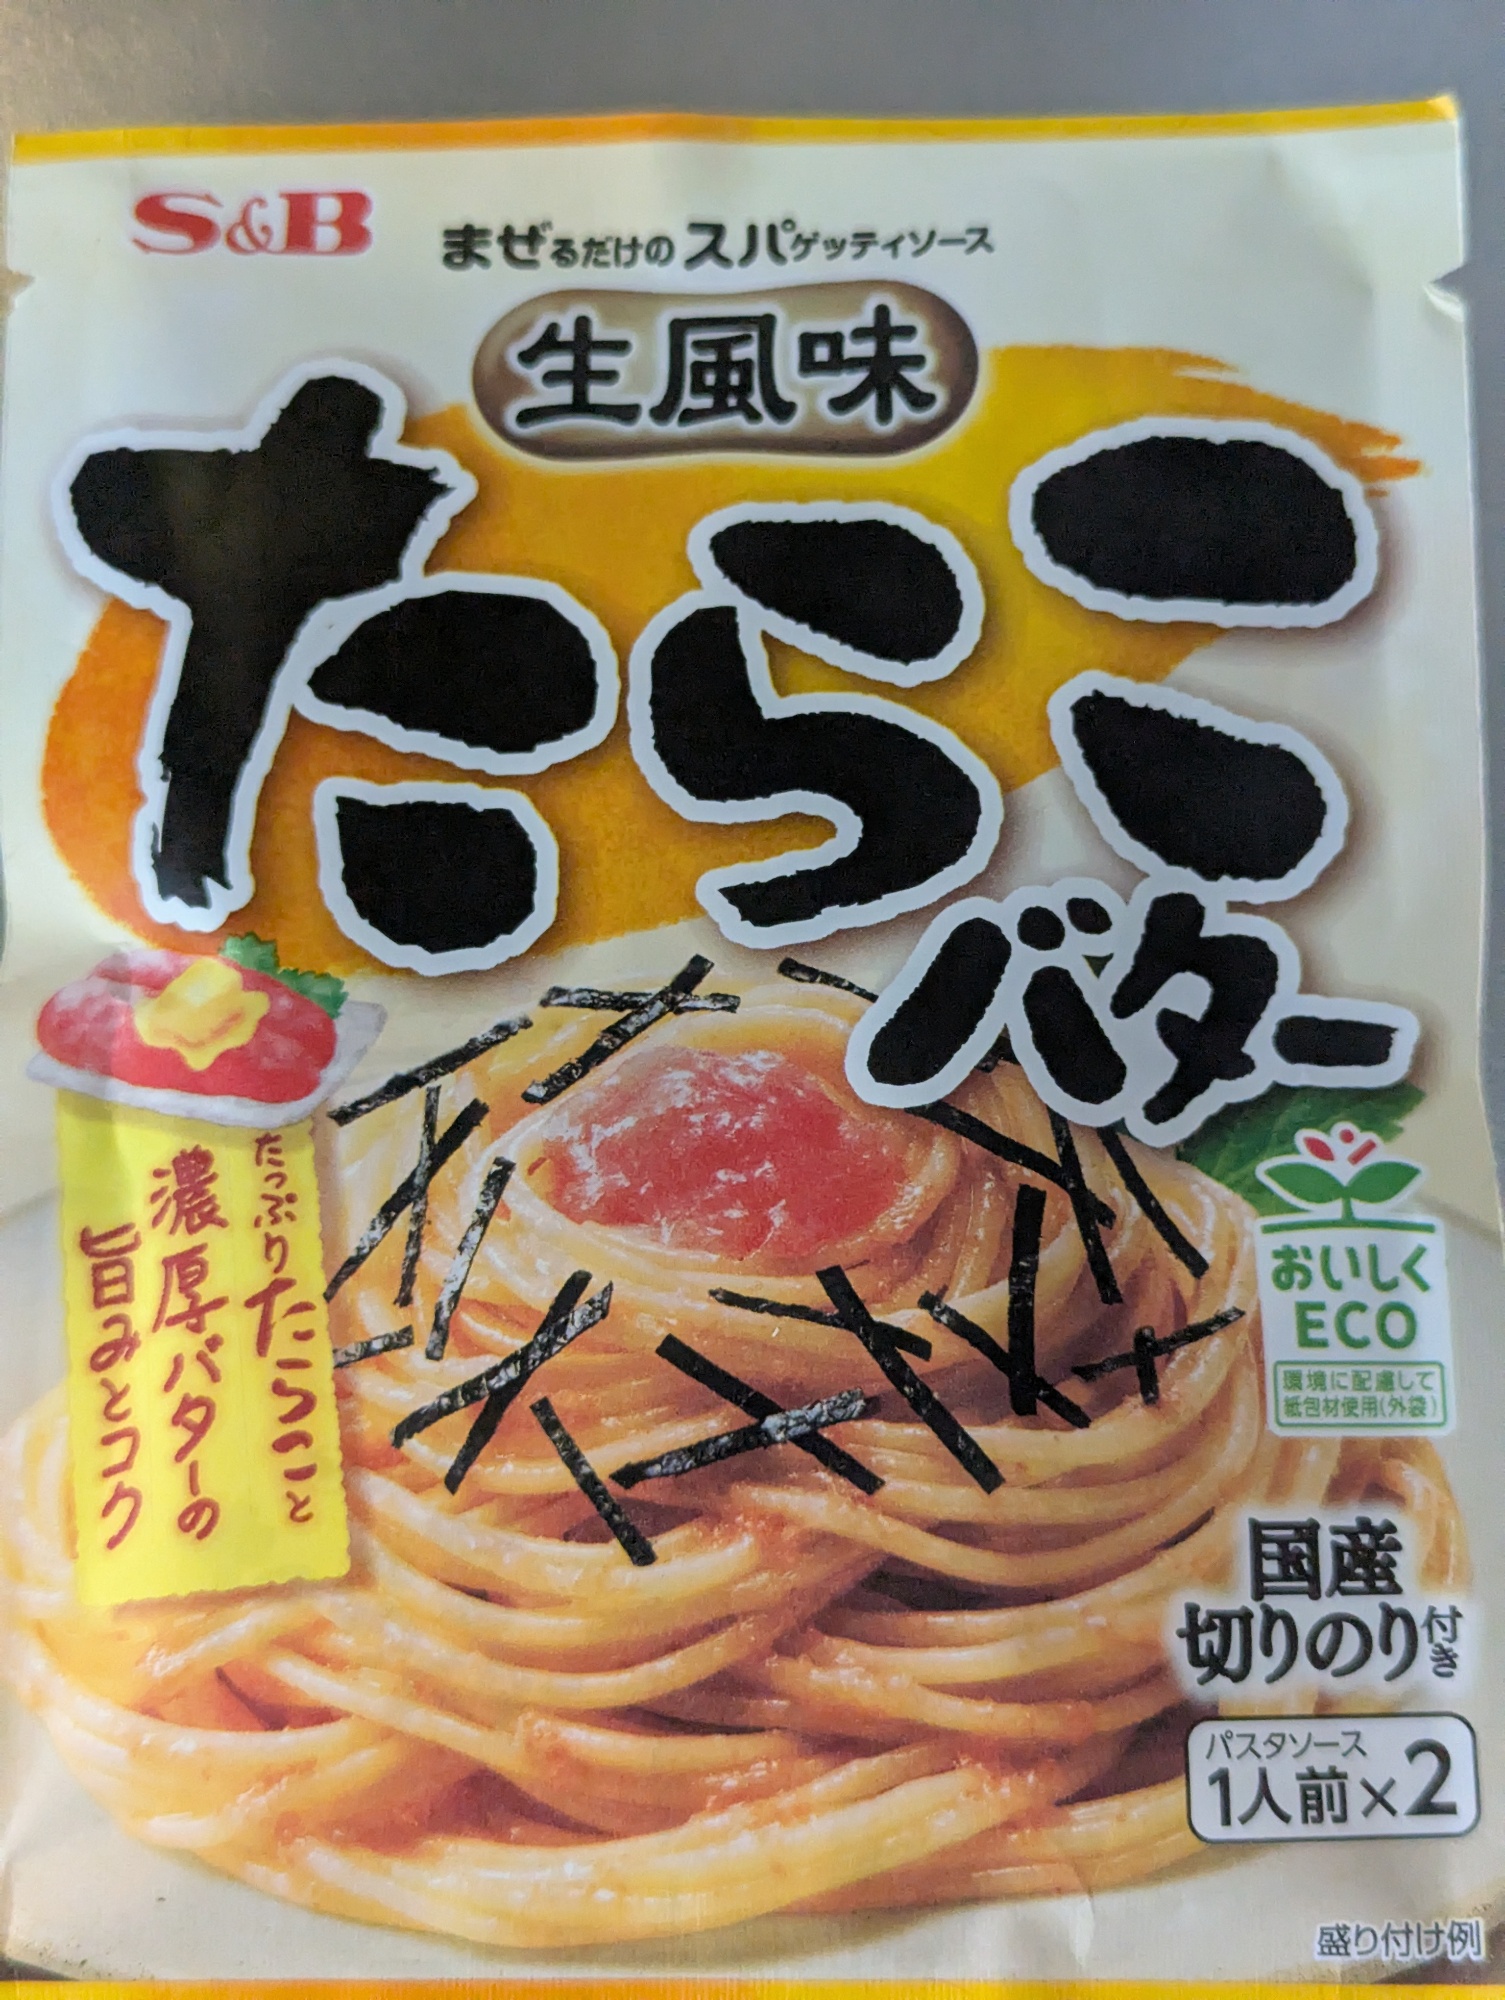 S&B
まぜるだけのスパゲッティソース
生風味
たらこ
バター
たっぷりたらこと
濃厚バターの
旨みとコク
おいしく
ECO
環境に配慮して
紙包材使用(外袋)
国産
切りのり付き
パスタソース
1人前×2
盛り付け例